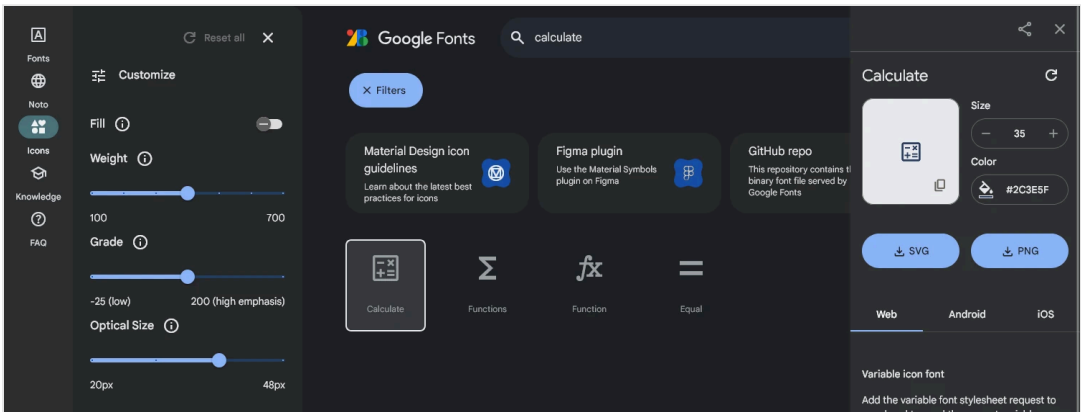 Fonts
Noto
Icons
Knowledge
FAQ
Reset all
Customize
Fill
Weight
100 700
Grade
-25 (low) 200 (high emphasis)
Optical Size
20px 48px
Google Fonts
calculate
Filters
Material Design icon
guidelines
Learn about the latest best
practices for icons
Figma plugin
Use the Material Symbols
plugin on Figma
GitHub repo
This repository contains t
binary font file served by
Google Fonts
Calculate
Functions
Function
Equal
Calculate
Size
35
Color
#2C3E5F
SVG
PNG
Web Android iOS
Variable icon font
Add the variable font stylesheet request to